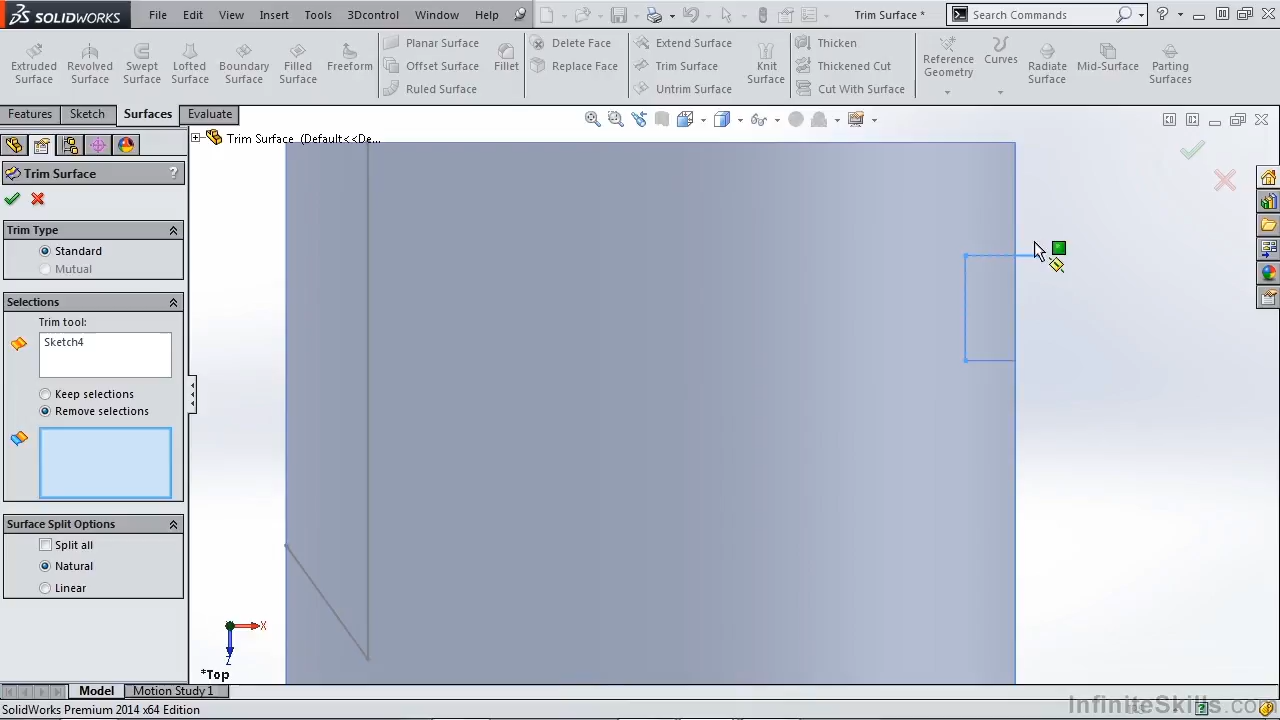 SOLIDWORKS File Edit View Insert Tools 3Dcontrol Window Help Trim Surface * Search Commands ?
Extruded Surface
Revolved Surface
Swept Surface
Lofted Surface
Boundary Surface
Filled Surface
Freeform
Planar Surface
Offset Surface
Ruled Surface
Fillet
Delete Face
Replace Face
Extend Surface
Trim Surface
Untrim Surface
Knit Surface
Thicken
Thickened Cut
Cut With Surface
Reference Geometry
Curves
Radiate Surface
Mid-Surface
Parting Surfaces
Features Sketch Surfaces Evaluate
Trim Surface (Default<<De...
Trim Surface ?
Trim Type
Standard
Mutual
Selections
Trim tool:
Sketch4
Keep selections
Remove selections
Surface Split Options
Split all
Natural
Linear
X
Z
*Top
Model Motion Study 1
SolidWorks Premium 2014 x64 Edition
InfiniteSkills.com